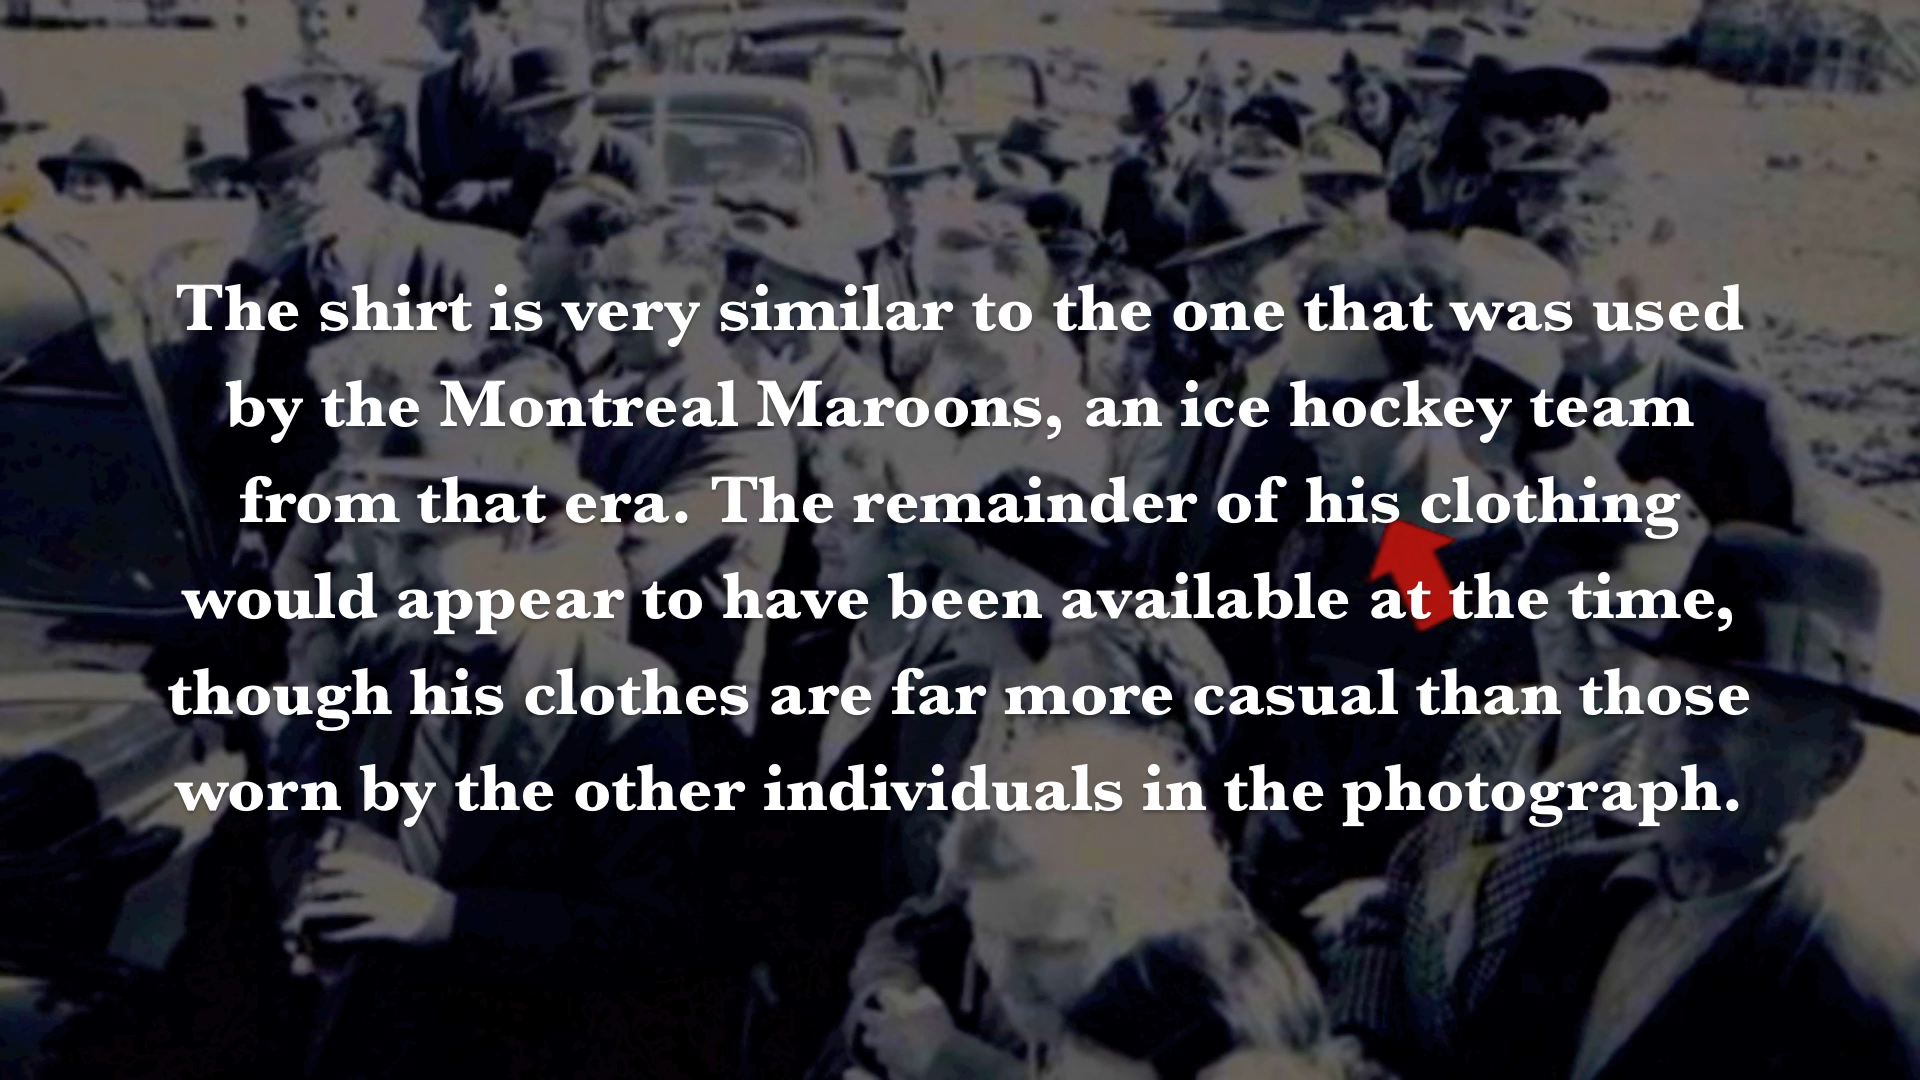 The shirt is very similar to the one that was used
by the Montreal Maroons, an ice hockey team
from that era. The remainder of his clothing
would appear to have been available at the time,
though his clothes are far more casual than those
worn by the other individuals in the photograph.